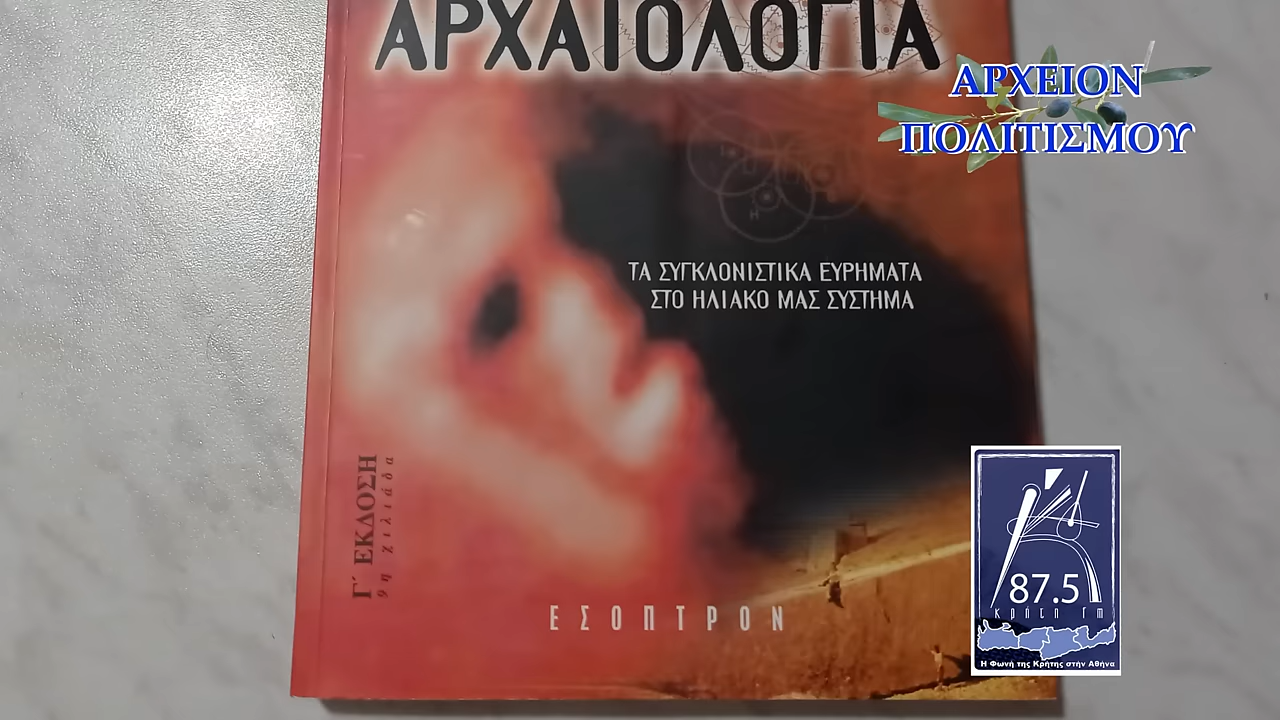 ΑΡΧΑΙΟΛΟΓΙΑ
ΑΡΧΕΙΟΝ
ΠΟΛΙΤΙΣΜΟΥ
ΤΑ ΣΥΓΚΛΟΝΙΣΤΙΚΑ ΕΥΡΗΜΑΤΑ
ΣΤΟ ΗΛΙΑΚΟ ΜΑΣ ΣΥΣΤΗΜΑ
Γ΄ ΕΚΔΟΣΗ
9η χιλιάδα
ΕΣΟΠΤΡΟΝ
87.5
Κρήτη fm
Η Φωνή της Κρήτης στήν Αθήνα